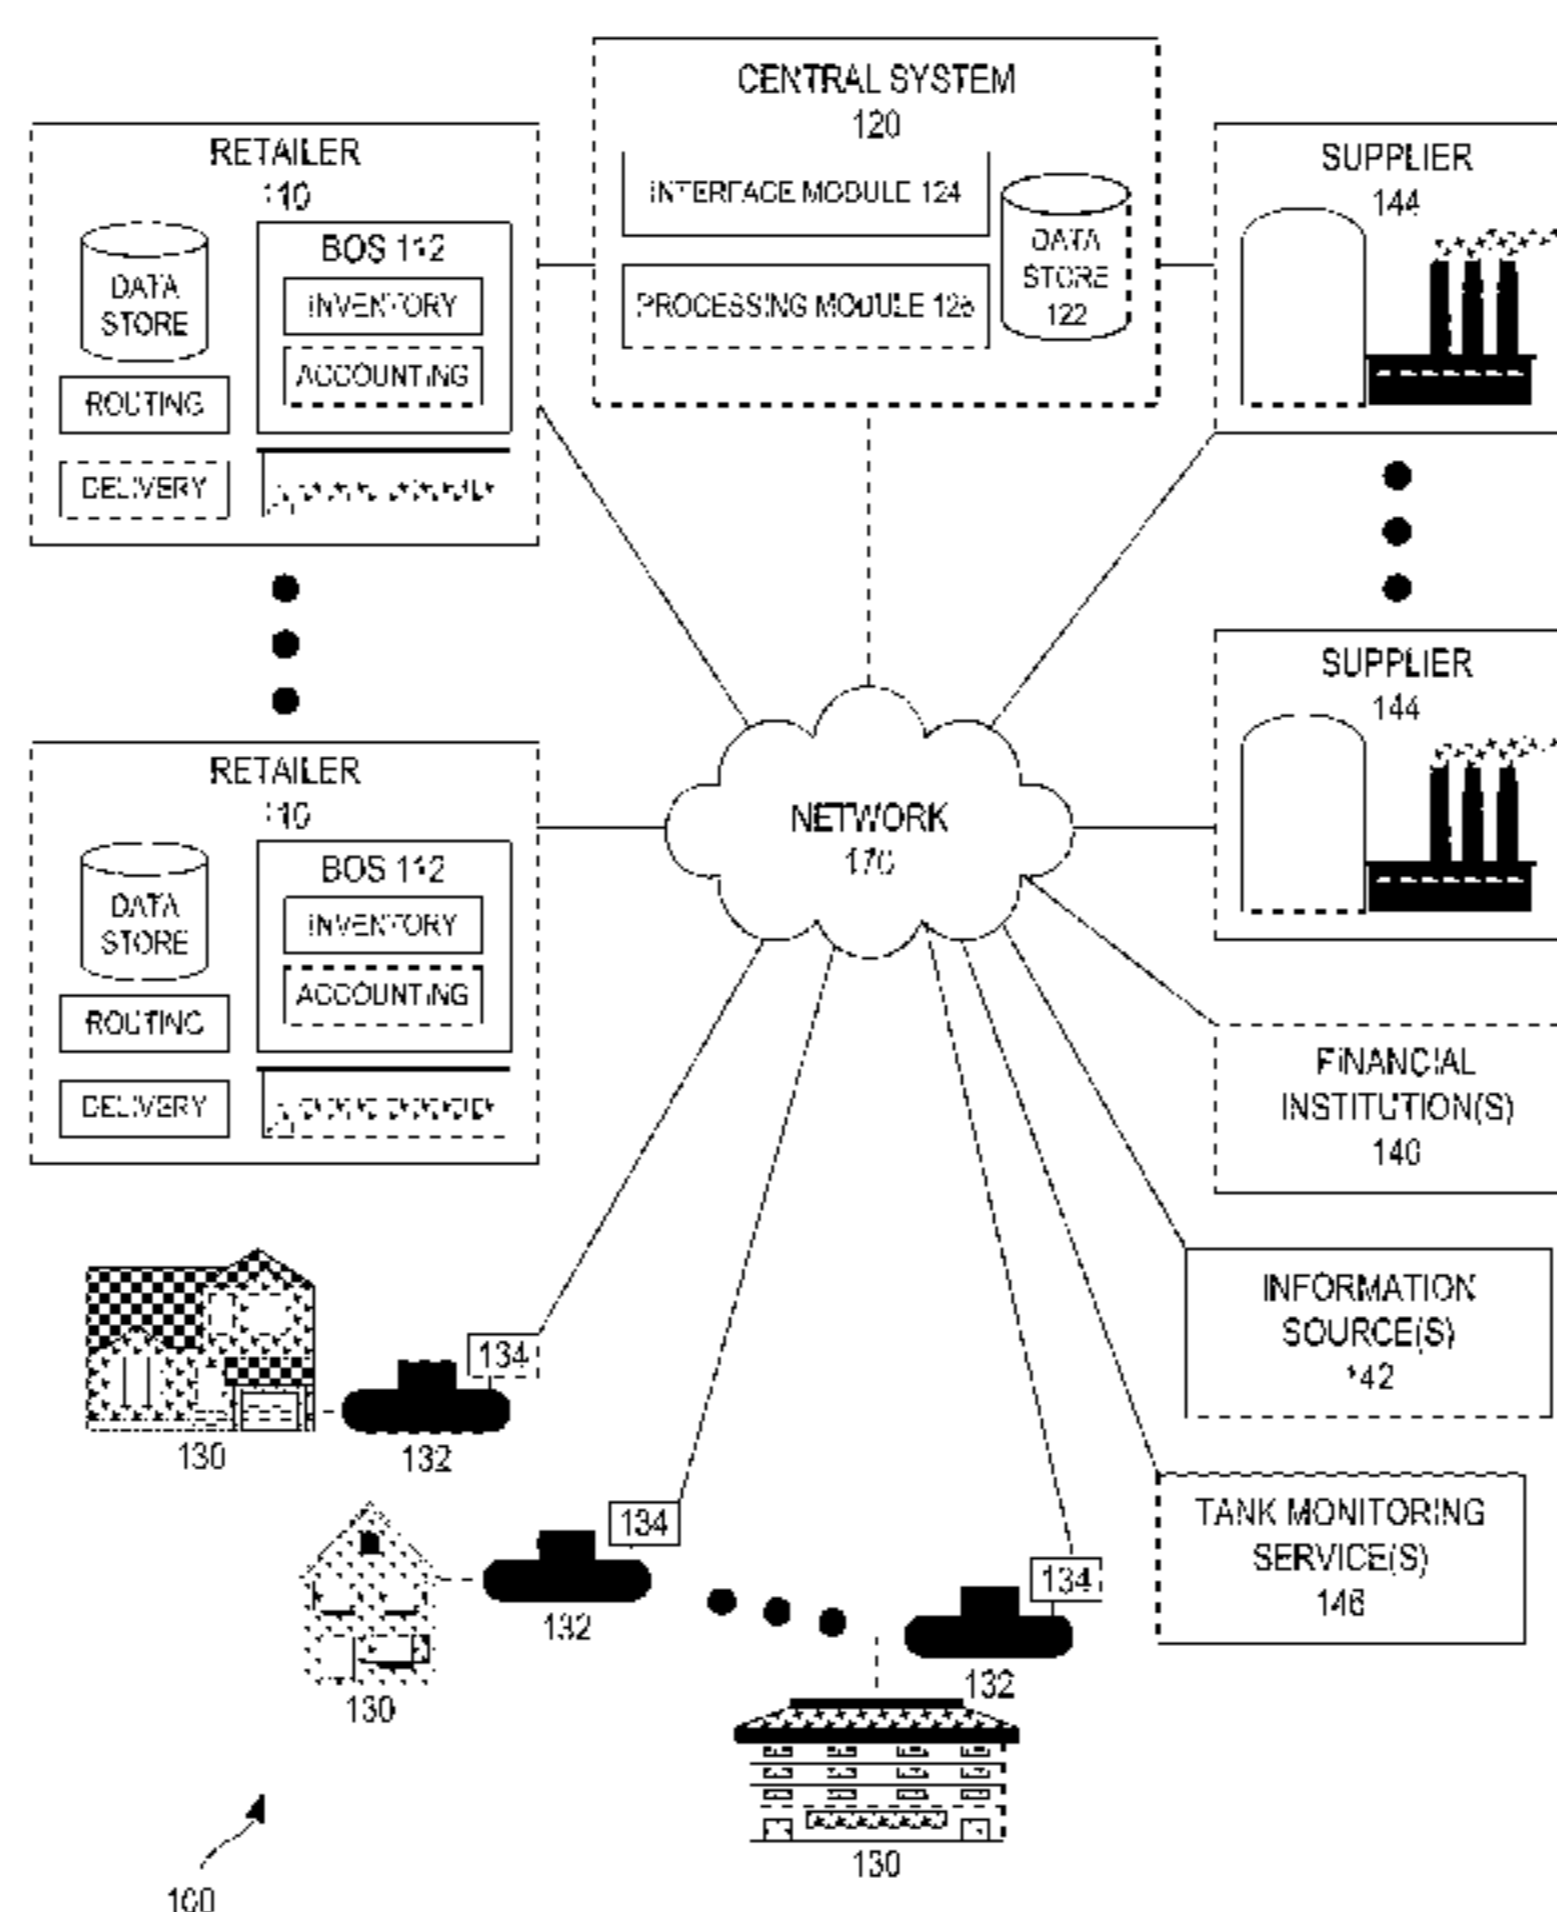 CENTRAL SYSTEM
120
INTERFACE MODULE 124
PROCESSING MODULE 126
DATA
STORE
122
RETAILER
110
DATA
STORE
BOS 112
INVENTORY
ACCOUNTING
ROUTING
DELIVERY
SUPPLIER
144
SUPPLIER
144
RETAILER
110
DATA
STORE
BOS 112
INVENTORY
ACCOUNTING
ROUTING
DELIVERY
NETWORK
170
FINANCIAL
INSTITUTION(S)
140
INFORMATION
SOURCE(S)
142
TANK MONITORING
SERVICE(S)
146
134
130
132
134
132
130
134
132
130
100